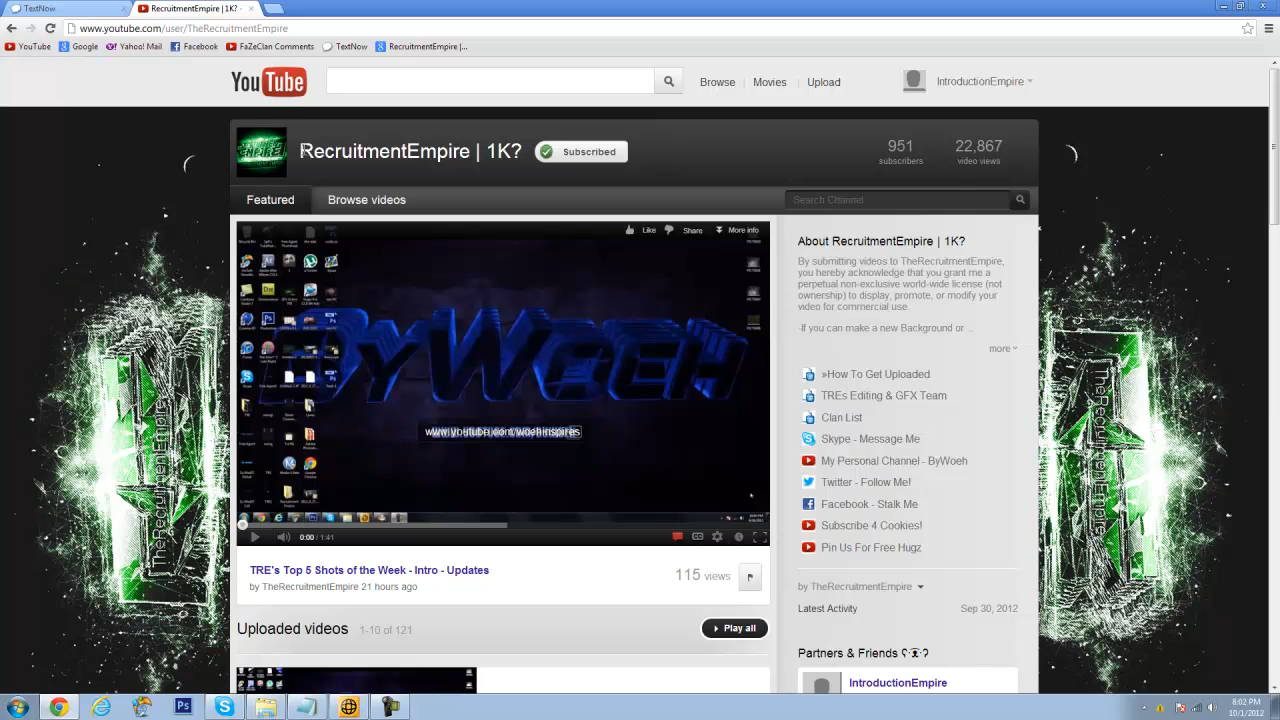 TextNow
RecruitmentEmpire | 1K? -
www.youtube.com/user/TheRecruitmentEmpire
YouTube Google Yahoo! Mail Facebook FaZeClan Comments TextNow RecruitmentEmpire |...
YouTube Browse Movies Upload IntroductionEmpire
RecruitmentEmpire | 1K? Subscribed 951 22,867
subscribers video views
Featured Browse videos Search Channel
Like Share More info
ByWoeh
www.youtube.com/woehinspires
0:00 / 1:41
TRE's Top 5 Shots of the Week - Intro - Updates
by TheRecruitmentEmpire 21 hours ago
115 views
Uploaded videos 1-10 of 121 Play all
About RecruitmentEmpire | 1K?
By submitting videos to TheRecruitmentEmpire,
you hereby acknowledge that you grant me a
perpetual non-exclusive world-wide license (not
ownership) to display, promote, or modify your
video for commercial use.
-If you can make a new Background or ...
more
»How To Get Uploaded
TREs Editing & GFX Team
Clan List
Skype - Message Me
My Personal Channel - ByWoeh
Twitter - Follow Me!
Facebook - Stalk Me
Subscribe 4 Cookies!
Pin Us For Free Hugz
by TheRecruitmentEmpire
Latest Activity Sep 30, 2012
Partners & Friends ʕ·ᴥ·ʔ
IntroductionEmpire
8:02 PM
10/1/2012